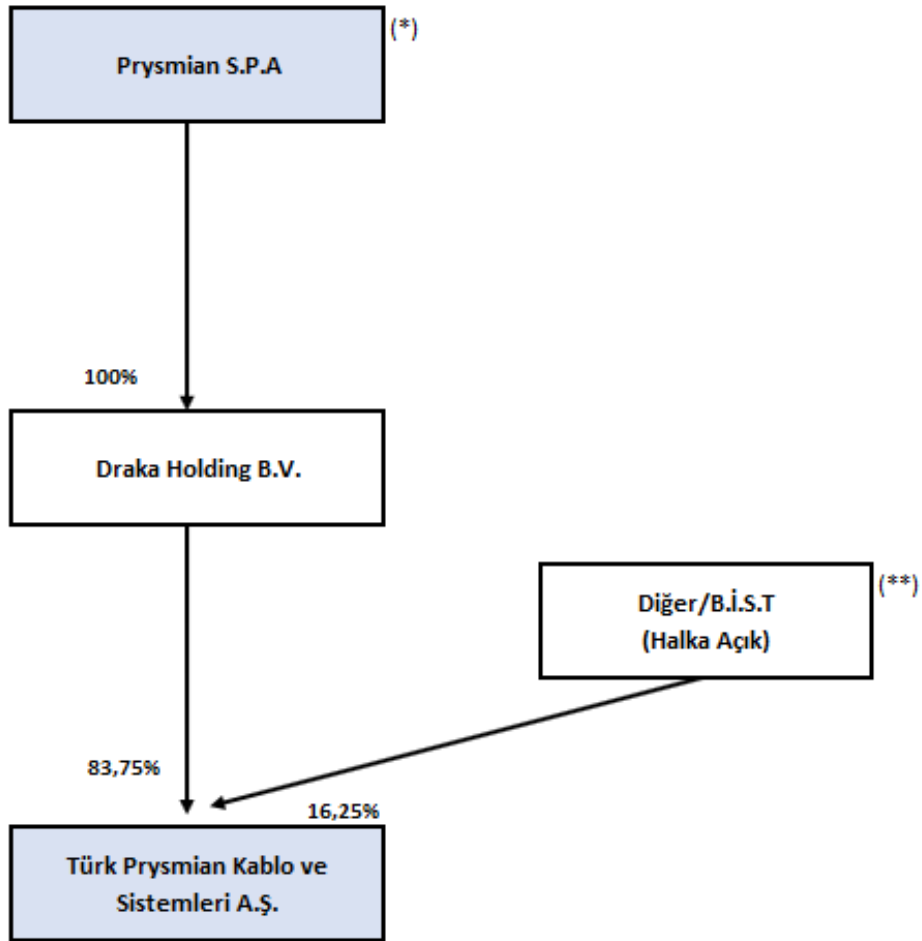 Prysmian S.P.A
(*)
100%
Draka Holding B.V.
Diğer/B.İ.S.T
(Halka Açık)
(**)
83,75%
16,25%
Türk Prysmian Kablo ve
Sistemleri A.Ş.